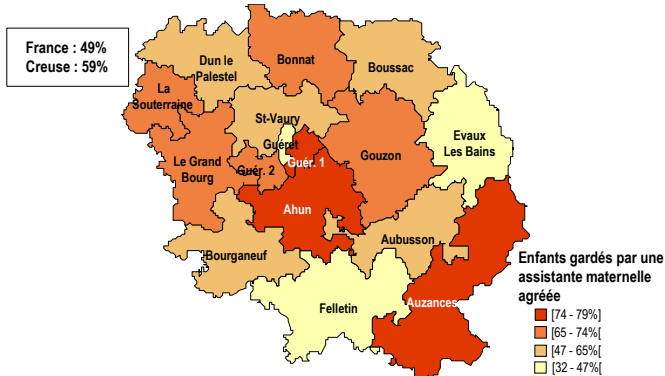 France : 49%
Creuse : 59%
Dun le
Palestel
Bonnat
Boussac
La
Souterraine
St-Vaury
Guéret
Evaux
Les Bains
Le Grand
Bourg
Guér. 2
Guér. 1
Gouzon
Ahun
Bourganeuf
Aubusson
Felletin
Auzances
Enfants gardés par une
assistante maternelle
agréée
[74 - 79%]
[65 - 74%[
[47 - 65%[
[32 - 47%[